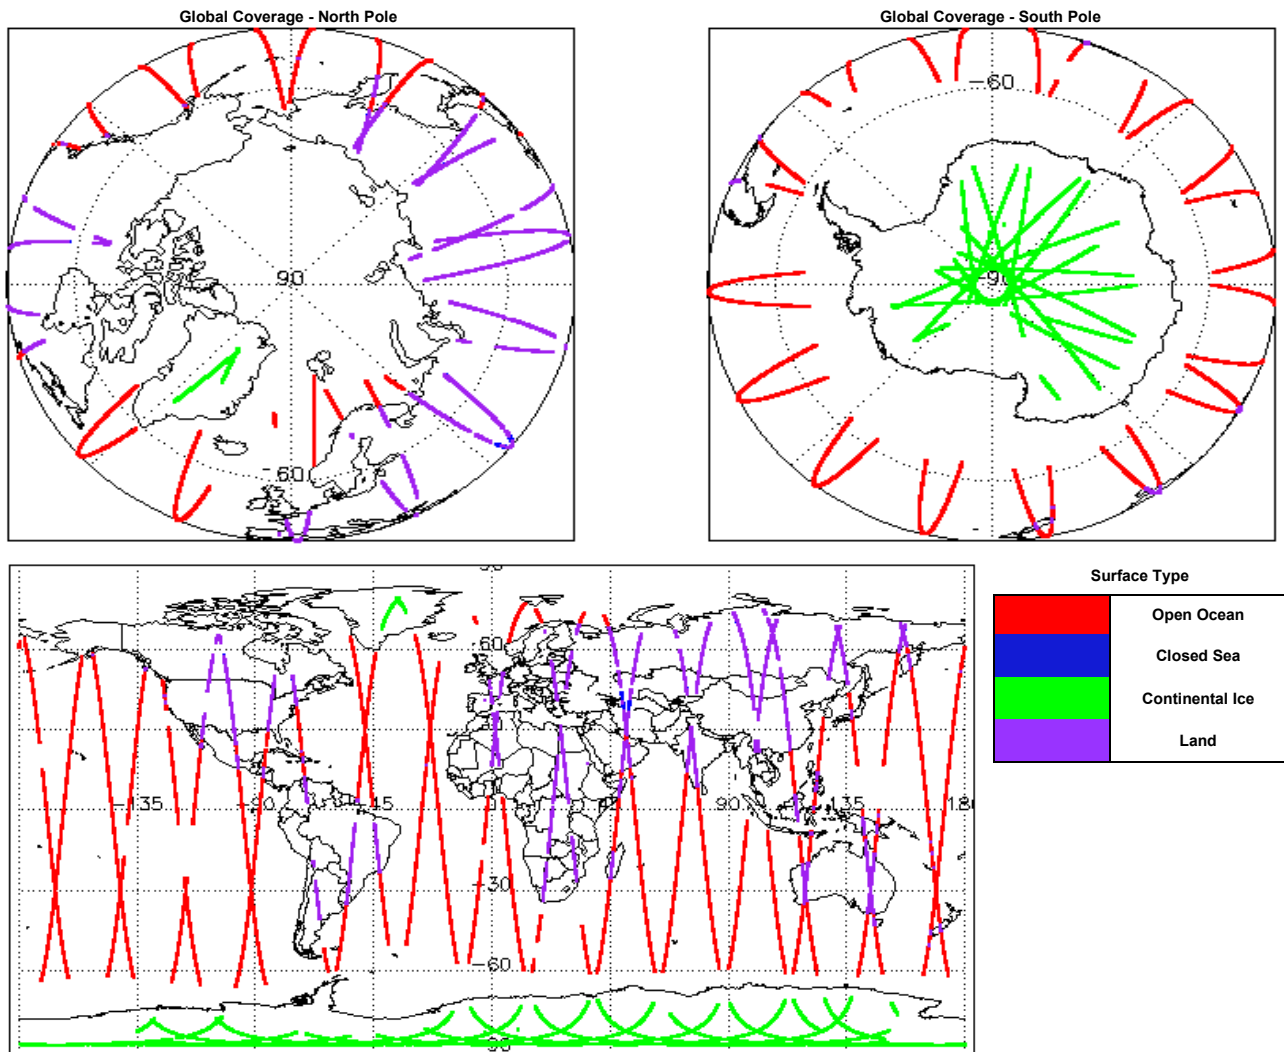 Global Coverage - North Pole
Global Coverage - South Pole
90
-60
-60
-90
90
60
-135 -90 -45 0 45 90 135 180
-30
-60
-90
Surface Type
Open Ocean
Closed Sea
Continental Ice
Land